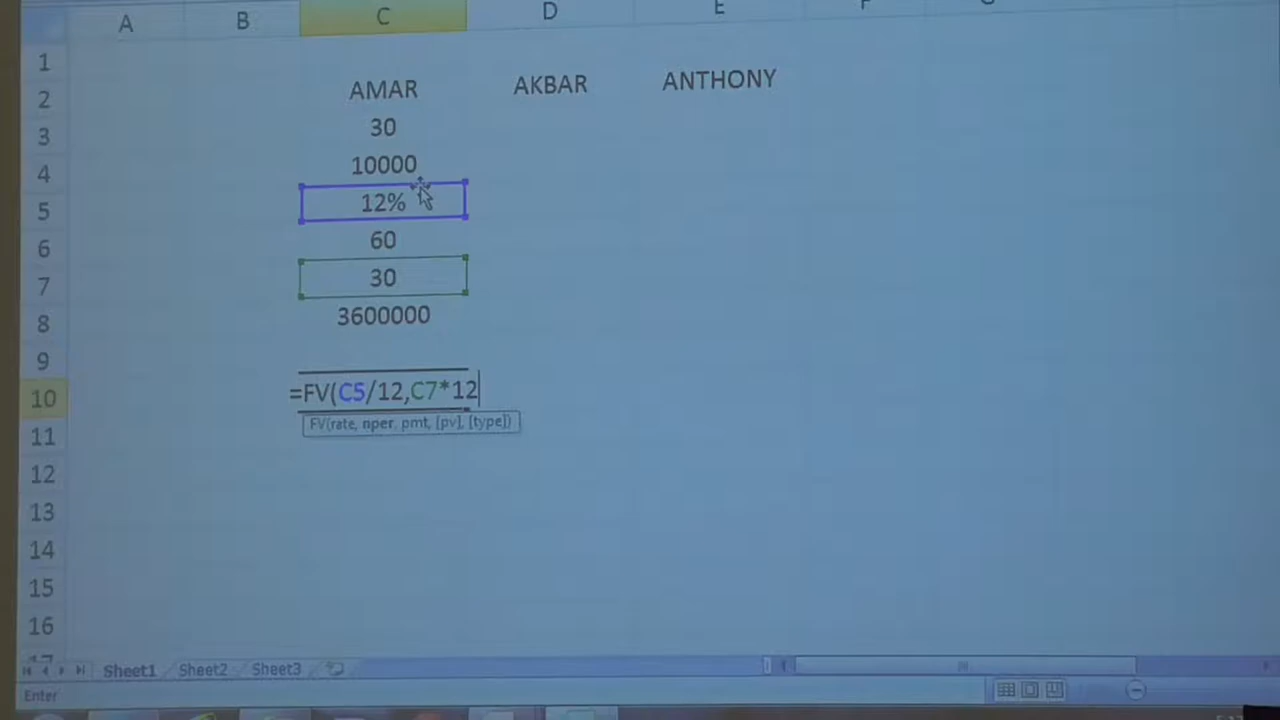 A B C D E
1
2 AMAR AKBAR ANTHONY
3 30
4 10000
5 12%
6 60
7 30
8 3600000
9
10 =FV(C5/12,C7*12
11 FV(rate, nper, pmt, [pv], [type])
12
13
14
15
16
Sheet1 Sheet2 Sheet3
Enter